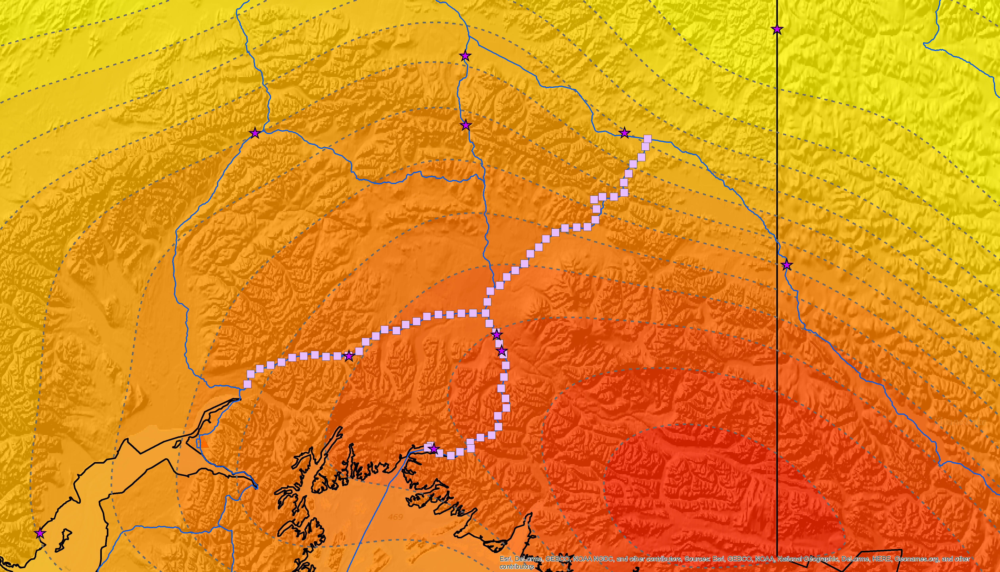 469
Esri, DeLorme, GEBCO, NOAA NGDC, and other contributors, Sources: Esri, GEBCO, NOAA, National Geographic, DeLorme, HERE, Geonames.org, and other
contributors